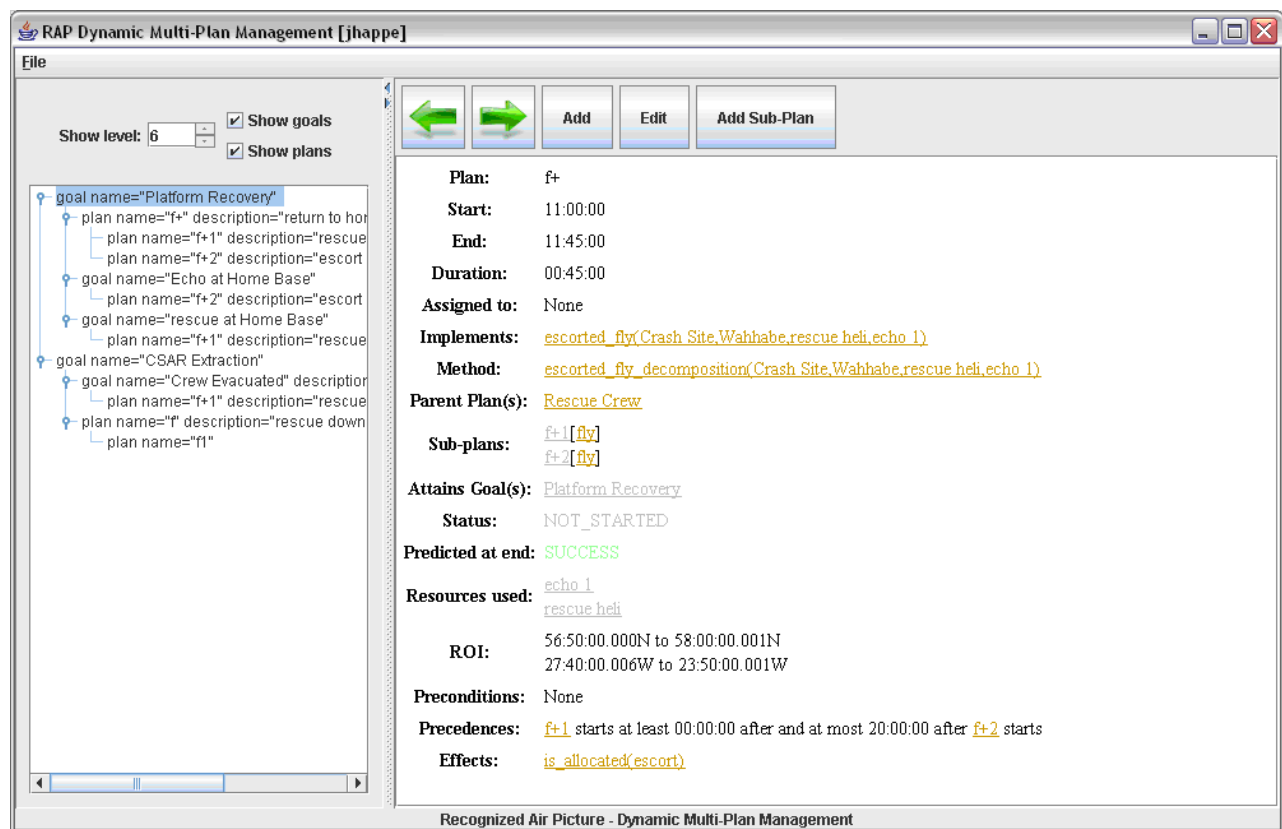 RAP Dynamic Multi-Plan Management [jhappe]
File
Show level: 6
Show goals
Show plans
goal name="Platform Recovery"
plan name="f+" description="return to hor
plan name="f+1" description="rescue
plan name="f+2" description="escort
goal name="Echo at Home Base"
plan name="f+2" description="escort
goal name="rescue at Home Base"
plan name="f+1" description="rescue
goal name="CSAR Extraction"
goal name="Crew Evacuated" descriptior
plan name="f+1" description="rescue
plan name="f" description="rescue down
plan name="f1"
Add Edit Add Sub-Plan
Plan: f+
Start: 11:00:00
End: 11:45:00
Duration: 00:45:00
Assigned to: None
Implements: escorted_fly(Crash Site,Wahhabe,rescue heli,echo 1)
Method: escorted_fly_decomposition(Crash Site,Wahhabe,rescue heli,echo 1)
Parent Plan(s): Rescue Crew
Sub-plans: f+1[fly]
f+2[fly]
Attains Goal(s): Platform Recovery
Status: NOT_STARTED
Predicted at end: SUCCESS
Resources used: echo 1
rescue heli
ROI: 56:50:00.000N to 58:00:00.001N
27:40:00.006W to 23:50:00.001W
Preconditions: None
Precedences: f+1 starts at least 00:00:00 after and at most 20:00:00 after f+2 starts
Effects: is_allocated(escort)
Recognized Air Picture - Dynamic Multi-Plan Management